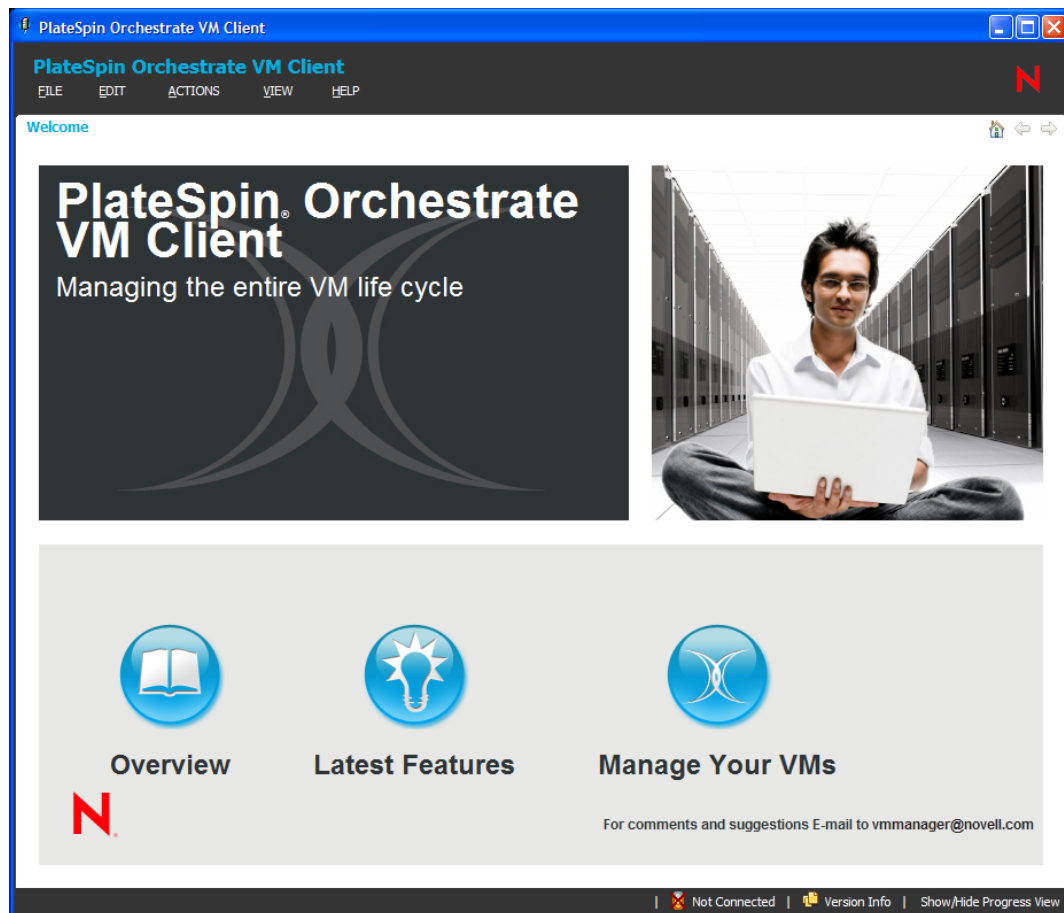 PlateSpin Orchestrate VM Client
PlateSpin Orchestrate VM Client
FILE EDIT ACTIONS VIEW HELP
Welcome
PlateSpin® Orchestrate
VM Client
Managing the entire VM life cycle
Overview Latest Features Manage Your VMs
N
For comments and suggestions E-mail to vmmanager@novell.com
Not Connected | Version Info | Show/Hide Progress View